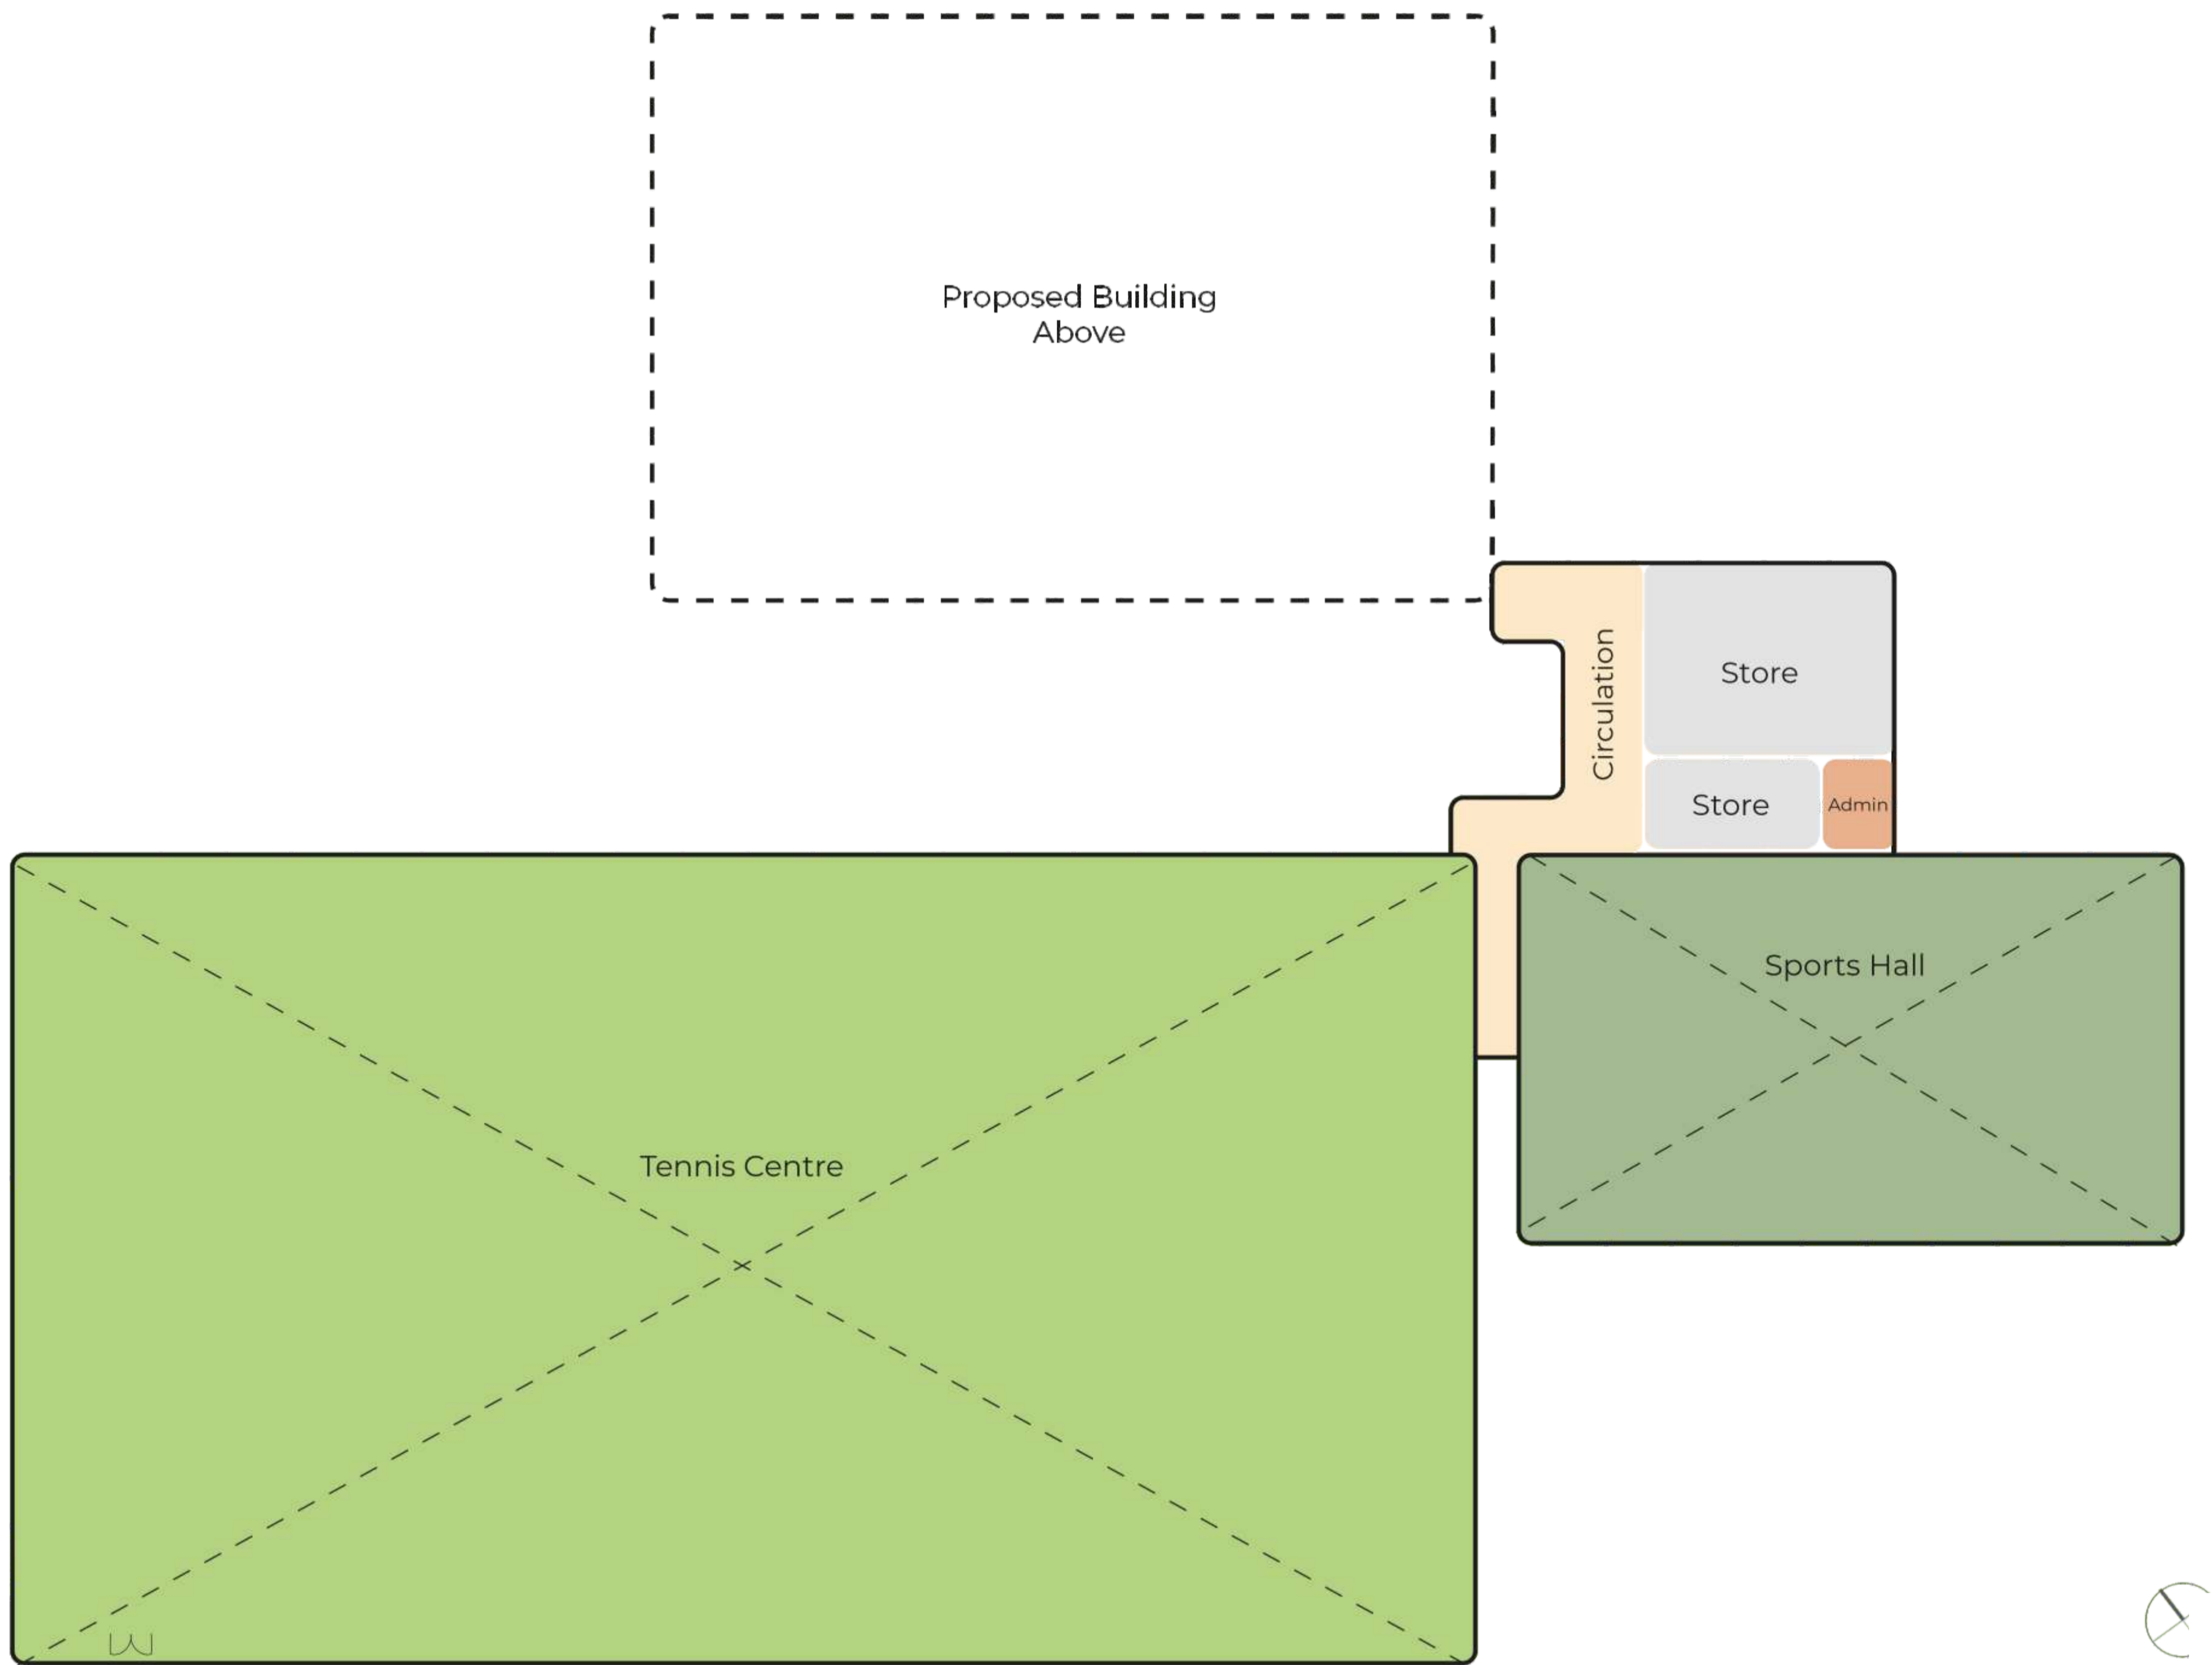 Proposed Building
Above
Circulation
Store
Store
Admin
Sports Hall
Tennis Centre